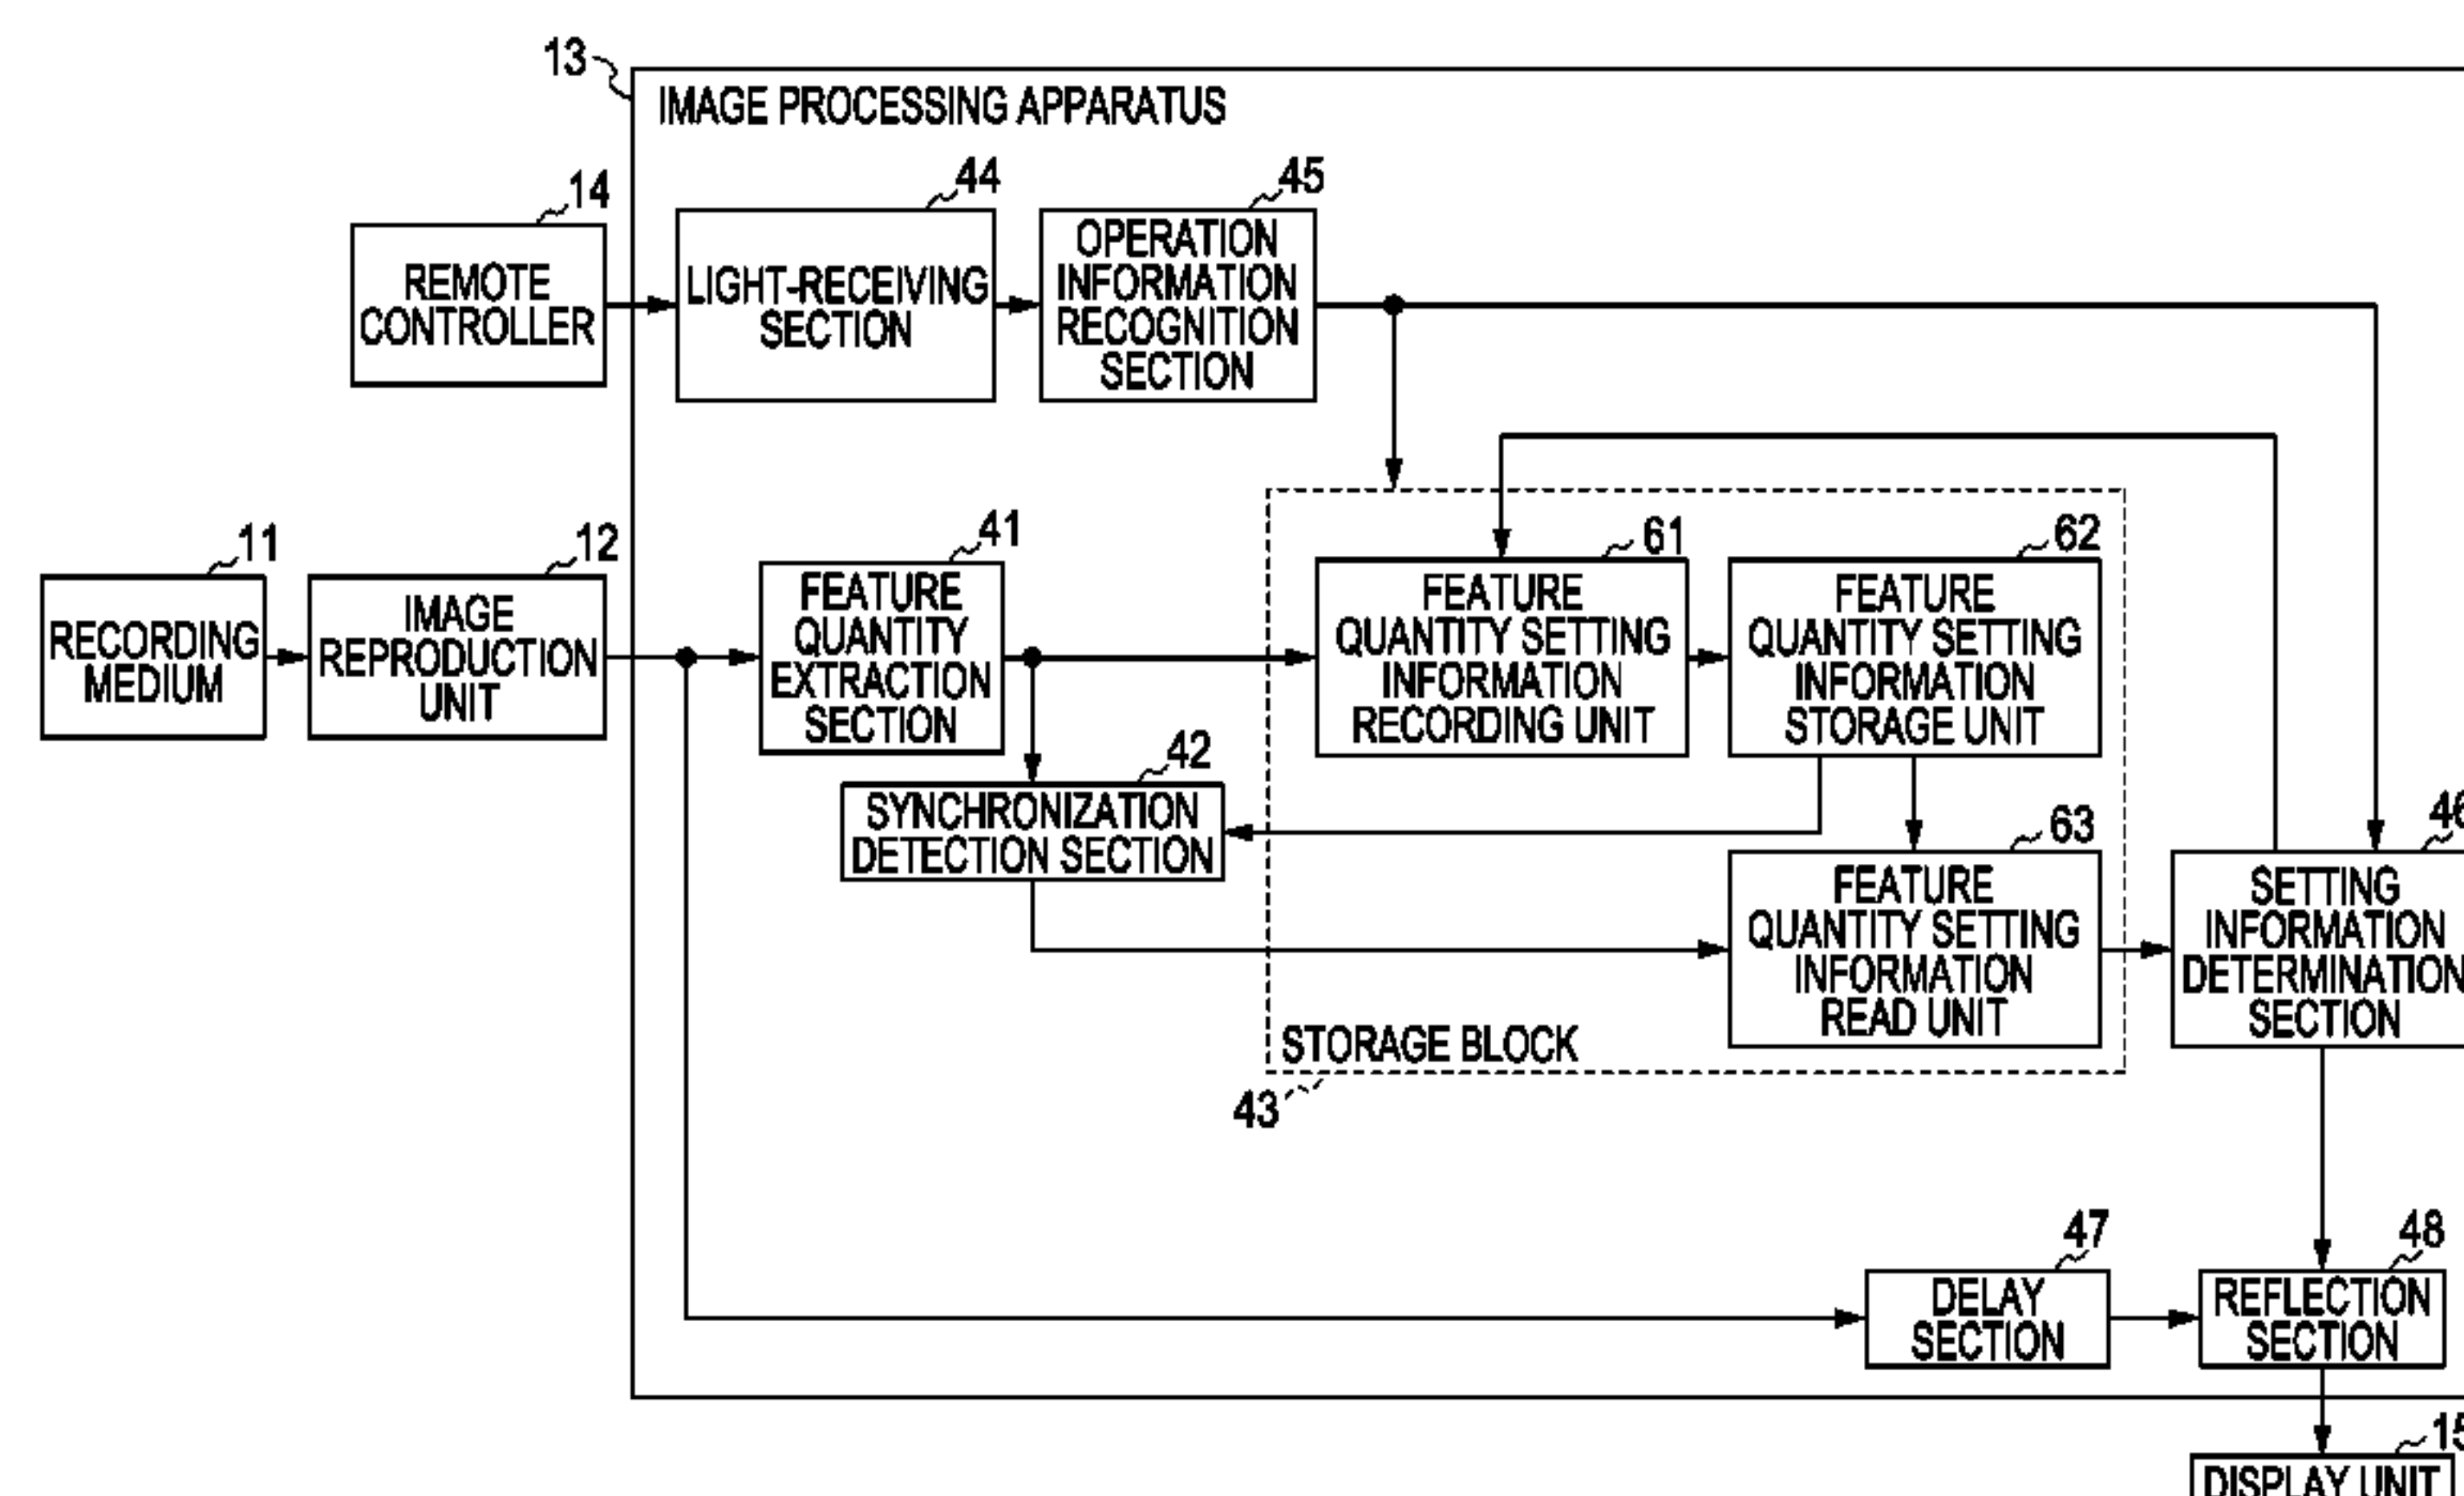 13
IMAGE PROCESSING APPARATUS
14
REMOTE
CONTROLLER
44
LIGHT-RECEIVING
SECTION
45
OPERATION
INFORMATION
RECOGNITION
SECTION
11
RECORDING
MEDIUM
12
IMAGE
REPRODUCTION
UNIT
41
FEATURE
QUANTITY
EXTRACTION
SECTION
42
SYNCHRONIZATION
DETECTION SECTION
61
FEATURE
QUANTITY SETTING
INFORMATION
RECORDING UNIT
62
FEATURE
QUANTITY SETTING
INFORMATION
STORAGE UNIT
63
FEATURE
QUANTITY SETTING
INFORMATION
READ UNIT
STORAGE BLOCK
43
46
SETTING
INFORMATION
DETERMINATION
SECTION
47
DELAY
SECTION
48
REFLECTION
SECTION
15
DISPLAY UNIT